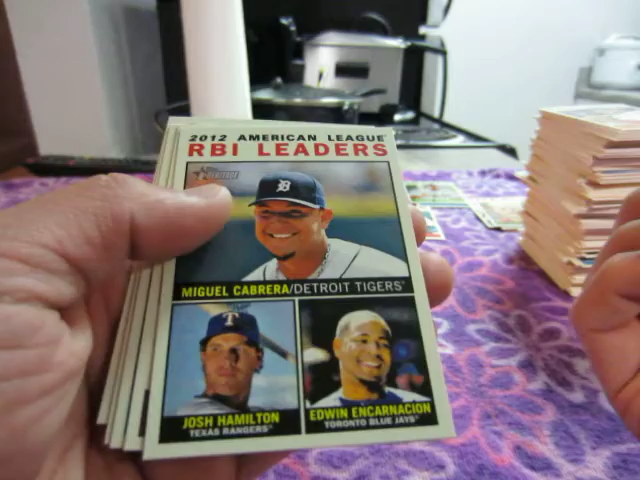 2012 AMERICAN LEAGUE
RBI LEADERS
MIGUEL CABRERA/DETROIT TIGERS
JOSH HAMILTON
TEXAS RANGERS
EDWIN ENCARNACION
TORONTO BLUE JAYS